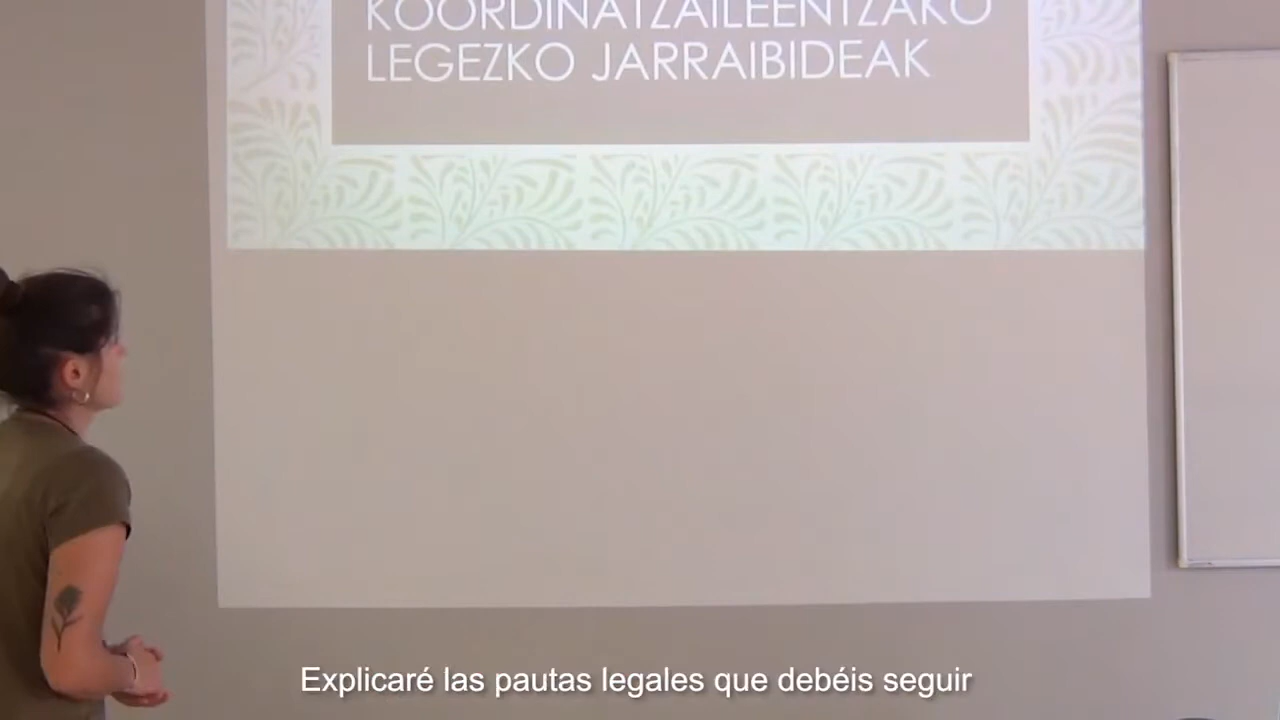 KOORDINATZAILEENTZAKO
LEGEZKO JARRAIBIDEAK
Explicaré las pautas legales que debéis seguir